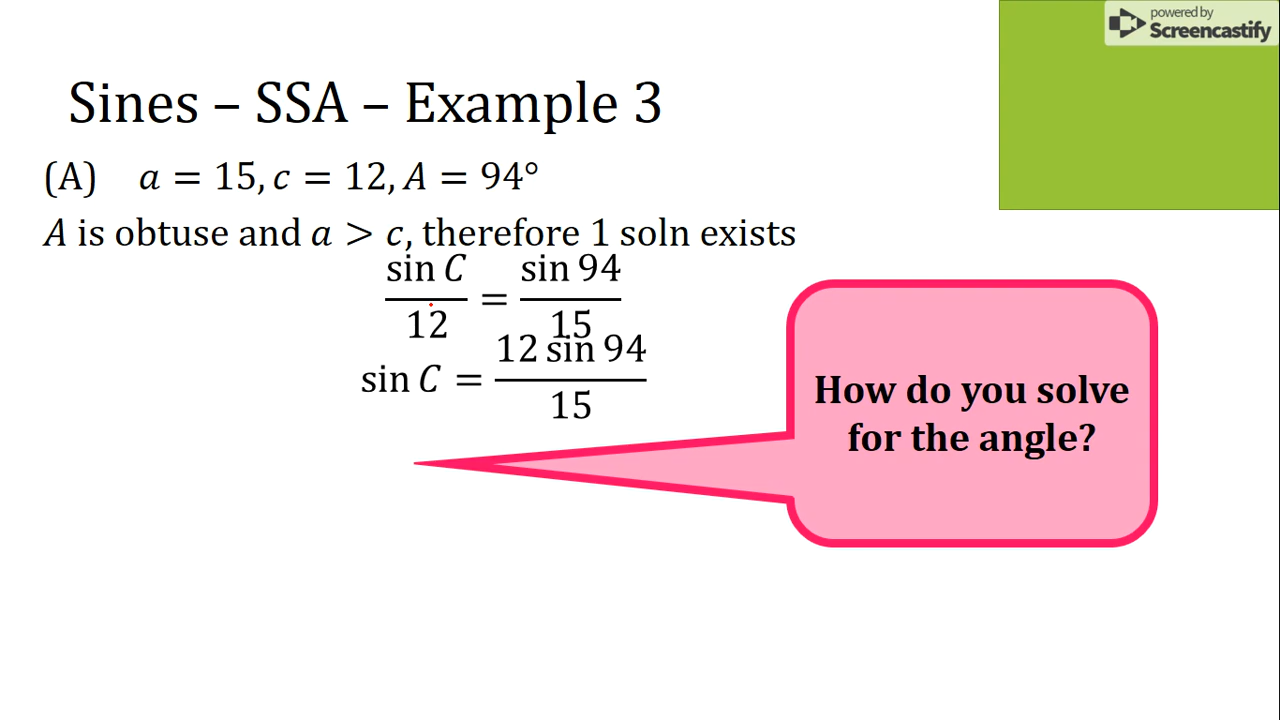 powered by
Screencastify
Sines – SSA – Example 3
(A) a = 15, c = 12, A = 94°
A is obtuse and a > c, therefore 1 soln exists
sin C / 12 = sin 94 / 15
sin C = 12 sin 94 / 15
How do you solve
for the angle?